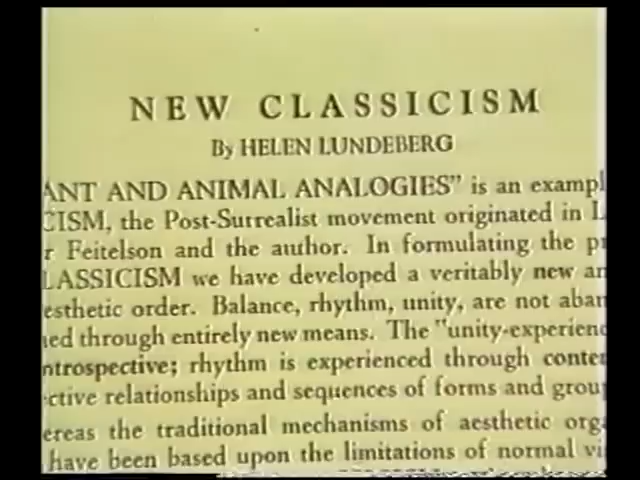 NEW CLASSICISM
By HELEN LUNDEBERG
ANT AND ANIMAL ANALOGIES" is an exampl
CISM, the Post-Surrealist movement originated in L
r Feitelson and the author. In formulating the p
LASSICISM we have developed a veritably new an
esthetic order. Balance, rhythm, unity, are not aban
ed through entirely new means. The "unity-experienc
ntrospective; rhythm is experienced through conte
ctive relationships and sequences of forms and grou
ereas the traditional mechanisms of aesthetic orga
have been based upon the limitations of normal vi